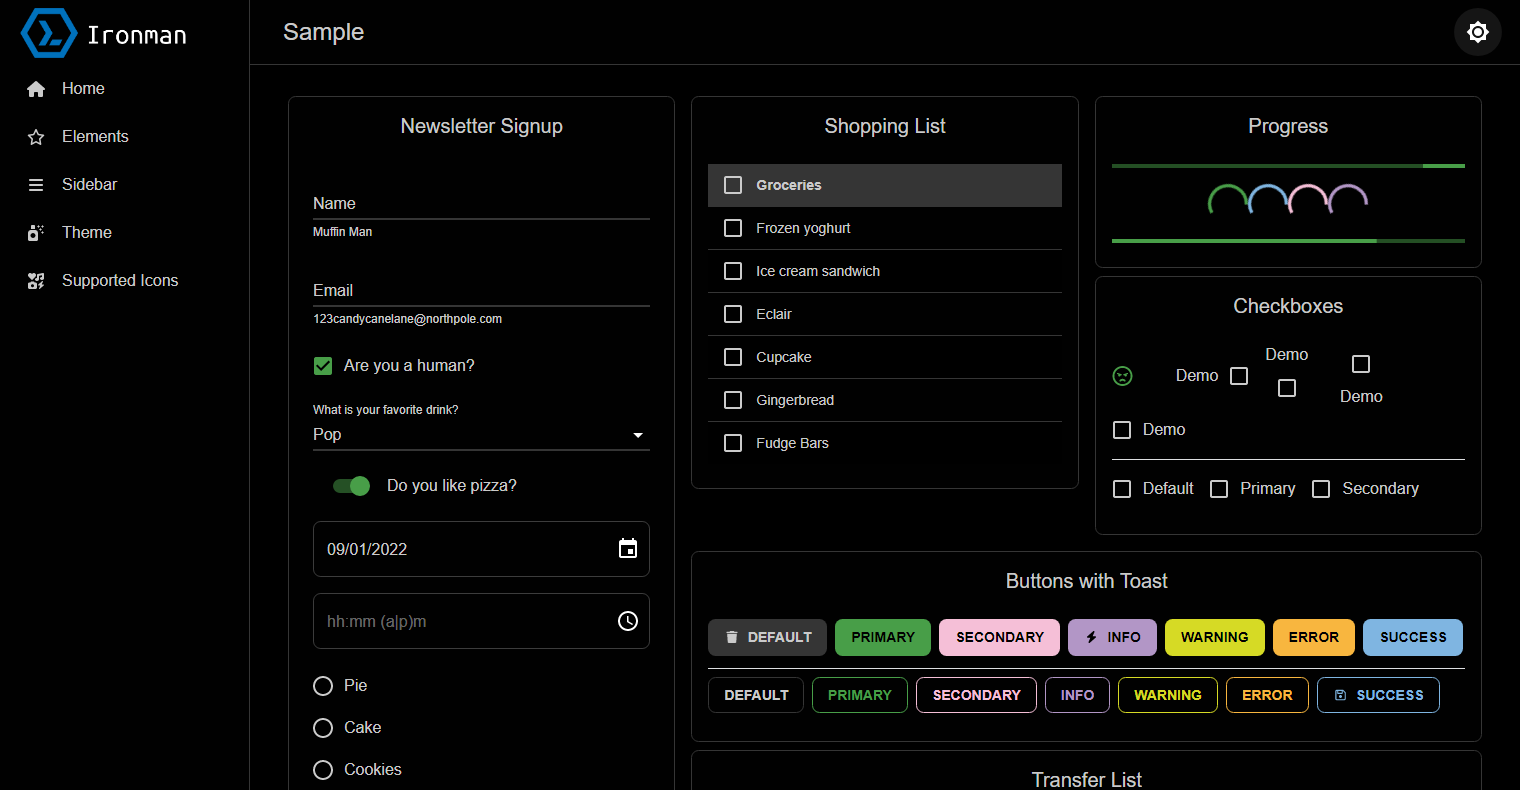 Ironman
Home
Elements
Sidebar
Theme
Supported Icons
Sample
Newsletter Signup
Name
Muffin Man
Email
123candycanelane@northpole.com
Are you a human?
What is your favorite drink?
Pop
Do you like pizza?
09/01/2022
hh:mm (a|p)m
Pie
Cake
Cookies
Shopping List
Groceries
Frozen yoghurt
Ice cream sandwich
Eclair
Cupcake
Gingerbread
Fudge Bars
Progress
Checkboxes
Demo
Demo
Demo
Demo
Default Primary Secondary
Buttons with Toast
DEFAULT PRIMARY SECONDARY INFO WARNING ERROR SUCCESS
DEFAULT PRIMARY SECONDARY INFO WARNING ERROR SUCCESS
Transfer List